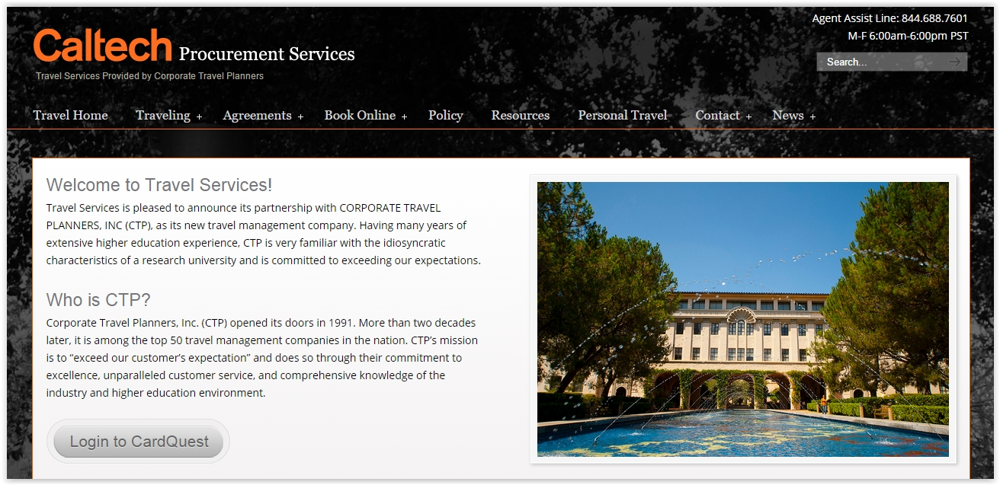 Agent Assist Line: 844.688.7601
M-F 6:00am-6:00pm PST
Caltech Procurement Services
Search...
Travel Services Provided by Corporate Travel Planners
Travel Home Traveling + Agreements + Book Online + Policy Resources Personal Travel Contact + News +
Welcome to Travel Services!
Travel Services is pleased to announce its partnership with CORPORATE TRAVEL
PLANNERS, INC (CTP), as its new travel management company. Having many years of
extensive higher education experience, CTP is very familiar with the idiosyncratic
characteristics of a research university and is committed to exceeding our expectations.
Who is CTP?
Corporate Travel Planners, Inc. (CTP) opened its doors in 1991. More than two decades
later, it is among the top 50 travel management companies in the nation. CTP’s mission
is to “exceed our customer’s expectation” and does so through their commitment to
excellence, unparalleled customer service, and comprehensive knowledge of the
industry and higher education environment.
Login to CardQuest